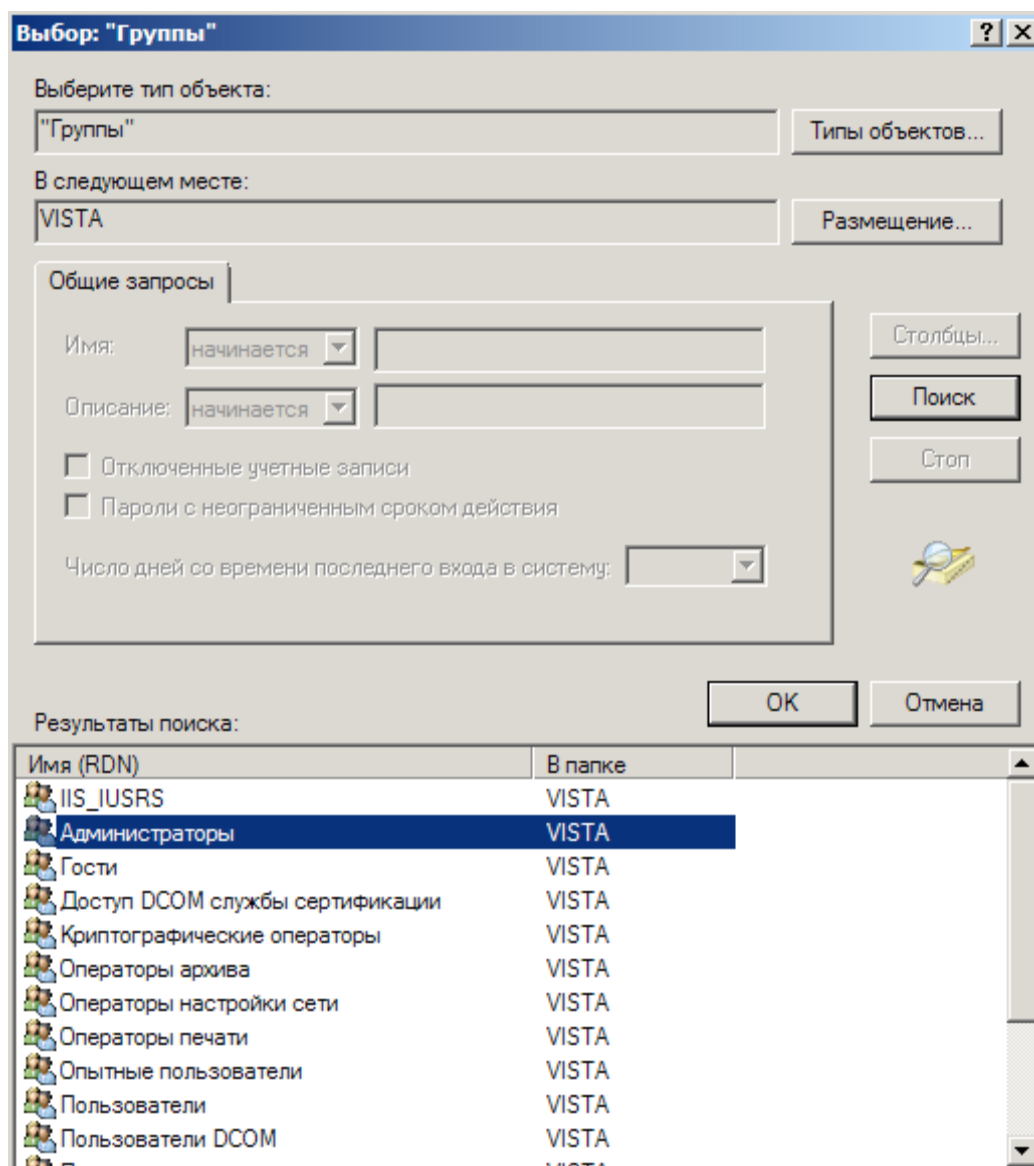 Выбор: "Группы"
Выберите тип объекта:
"Группы"
Типы объектов...
В следующем месте:
VISTA
Размещение...
Общие запросы
Имя:
начинается
Столбцы...
Описание:
начинается
Поиск
Отключенные учетные записи
Стоп
Пароли с неограниченным сроком действия
Число дней со времени последнего входа в систему:
OK
Отмена
Результаты поиска:
Имя (RDN) В папке
IIS_IUSRS VISTA
Администраторы VISTA
Гости VISTA
Доступ DCOM службы сертификации VISTA
Криптографические операторы VISTA
Операторы архива VISTA
Операторы настройки сети VISTA
Операторы печати VISTA
Опытные пользователи VISTA
Пользователи VISTA
Пользователи DCOM VISTA